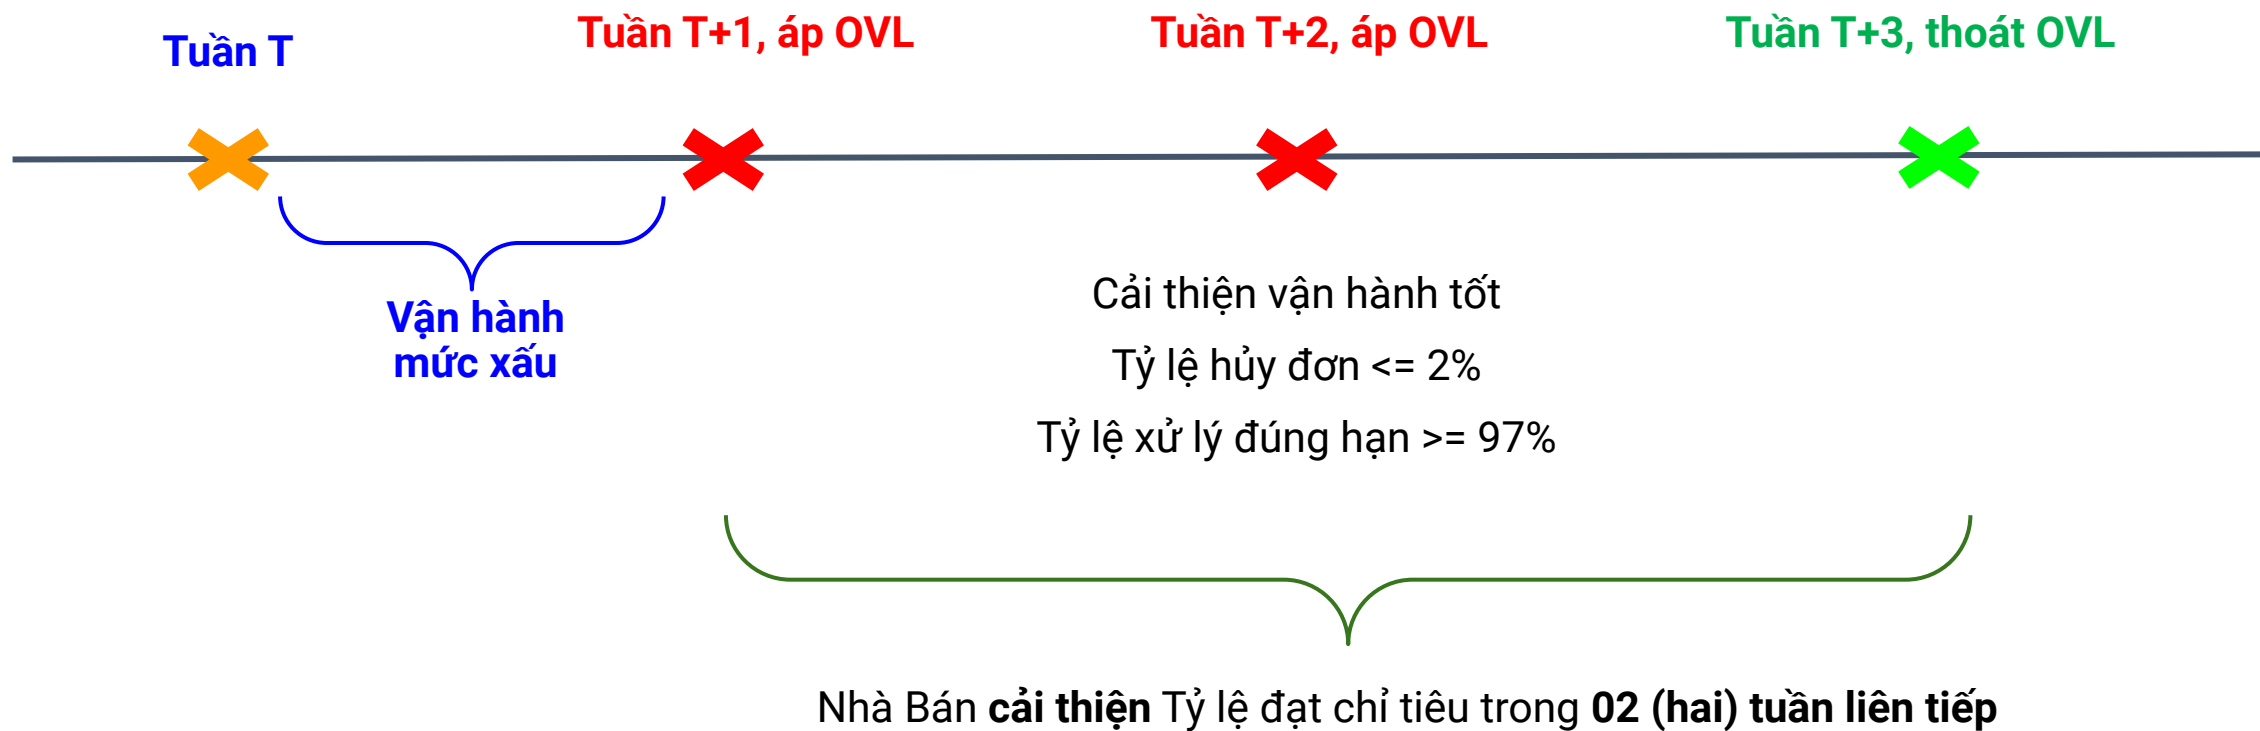 Tuần T
Tuần T+1, áp OVL
Tuần T+2, áp OVL
Tuần T+3, thoát OVL
Vận hành
mức xấu
Cải thiện vận hành tốt
Tỷ lệ hủy đơn <= 2%
Tỷ lệ xử lý đúng hạn >= 97%
Nhà Bán cải thiện Tỷ lệ đạt chỉ tiêu trong 02 (hai) tuần liên tiếp